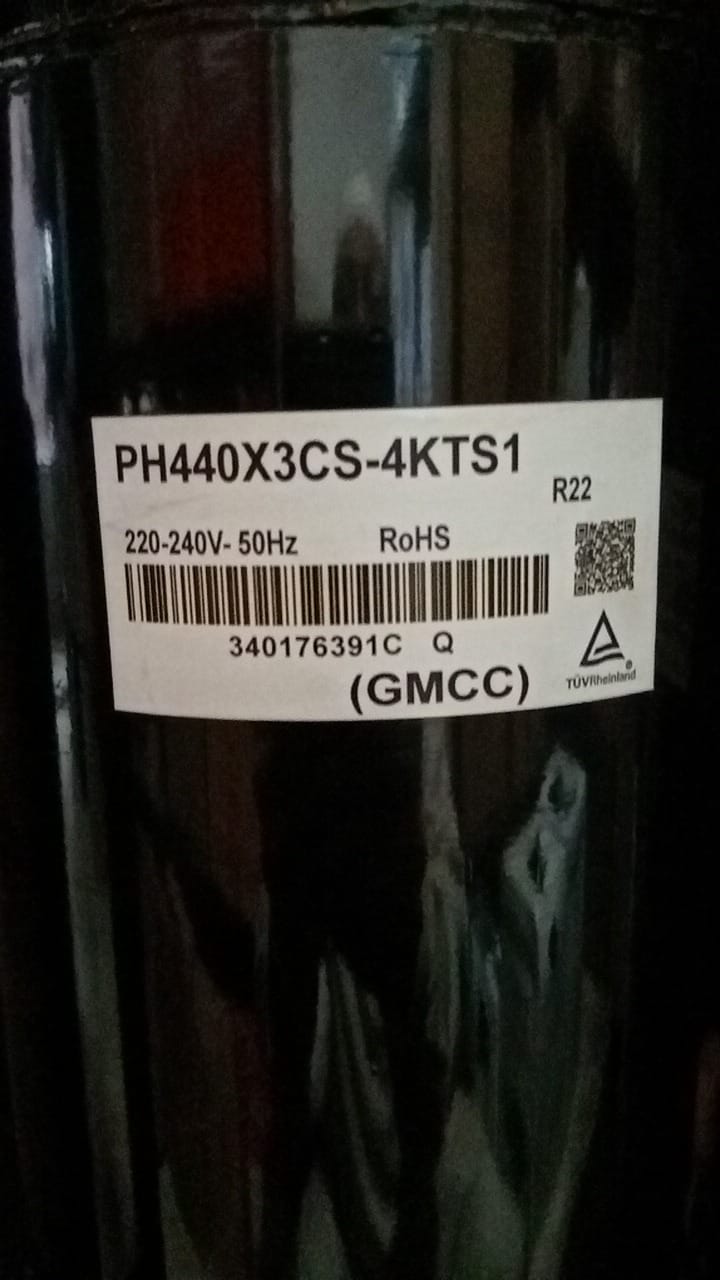 PH440X3CS-4KTS1
R22
220-240V- 50Hz RoHS
340176391C Q
(GMCC)
®
TÜVRheinland